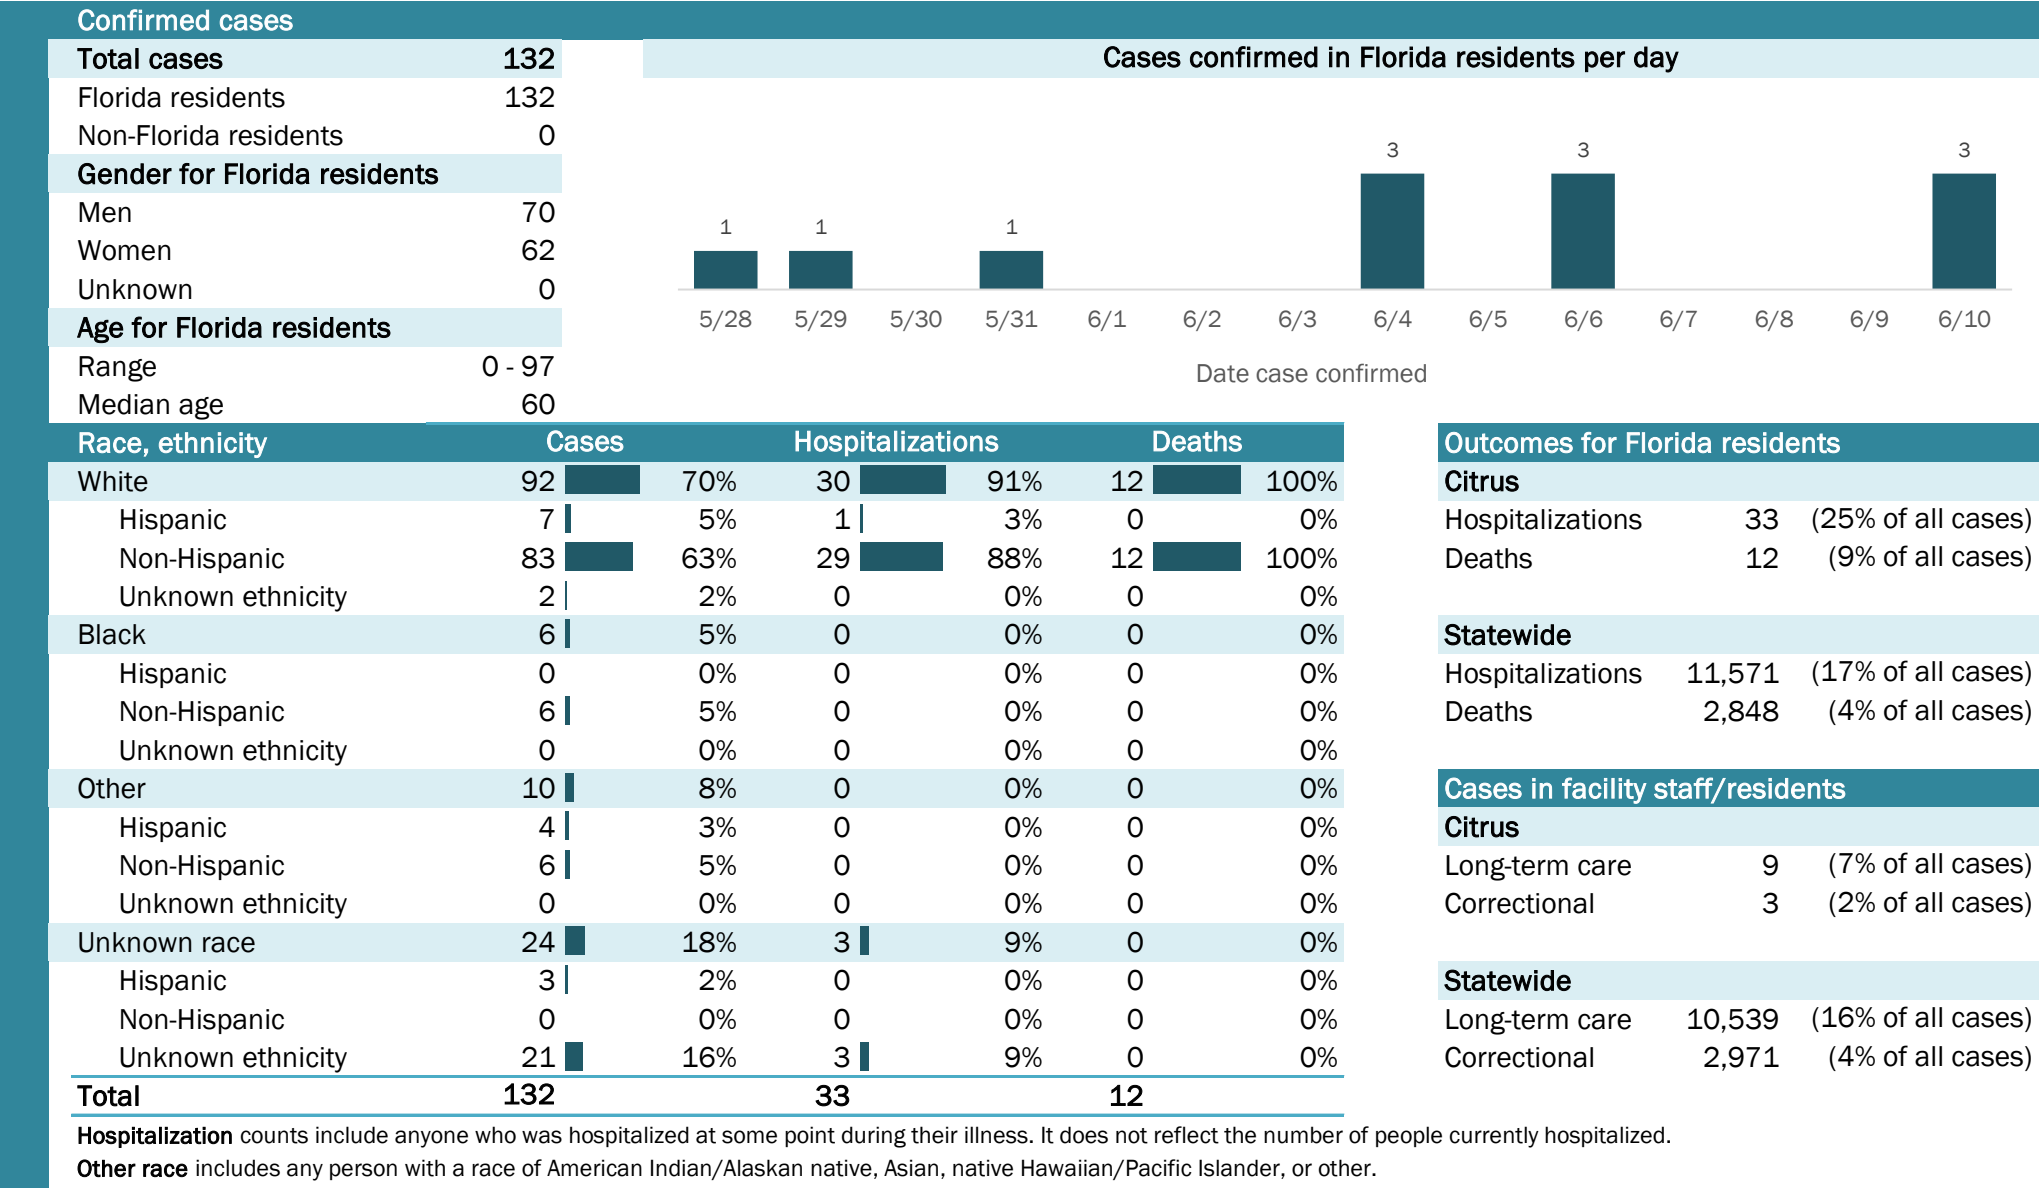 Confirmed cases
Total cases 132
Florida residents 132
Non-Florida residents 0
Gender for Florida residents
Men 70
Women 62
Unknown 0
Age for Florida residents
Range 0 - 97
Median age 60
Cases confirmed in Florida residents per day
1 1 1 3 3 3
5/28 5/29 5/30 5/31 6/1 6/2 6/3 6/4 6/5 6/6 6/7 6/8 6/9 6/10
Date case confirmed
Race, ethnicity Cases Hospitalizations Deaths
White 92 70% 30 91% 12 100%
Hispanic 7 5% 1 3% 0 0%
Non-Hispanic 83 63% 29 88% 12 100%
Unknown ethnicity 2 2% 0 0% 0 0%
Black 6 5% 0 0% 0 0%
Hispanic 0 0% 0 0% 0 0%
Non-Hispanic 6 5% 0 0% 0 0%
Unknown ethnicity 0 0% 0 0% 0 0%
Other 10 8% 0 0% 0 0%
Hispanic 4 3% 0 0% 0 0%
Non-Hispanic 6 5% 0 0% 0 0%
Unknown ethnicity 0 0% 0 0% 0 0%
Unknown race 24 18% 3 9% 0 0%
Hispanic 3 2% 0 0% 0 0%
Non-Hispanic 0 0% 0 0% 0 0%
Unknown ethnicity 21 16% 3 9% 0 0%
Total 132 33 12
Outcomes for Florida residents
Citrus
Hospitalizations 33 (25% of all cases)
Deaths 12 (9% of all cases)
Statewide
Hospitalizations 11,571 (17% of all cases)
Deaths 2,848 (4% of all cases)
Cases in facility staff/residents
Citrus
Long-term care 9 (7% of all cases)
Correctional 3 (2% of all cases)
Statewide
Long-term care 10,539 (16% of all cases)
Correctional 2,971 (4% of all cases)
Hospitalization counts include anyone who was hospitalized at some point during their illness. It does not reflect the number of people currently hospitalized.
Other race includes any person with a race of American Indian/Alaskan native, Asian, native Hawaiian/Pacific Islander, or other.